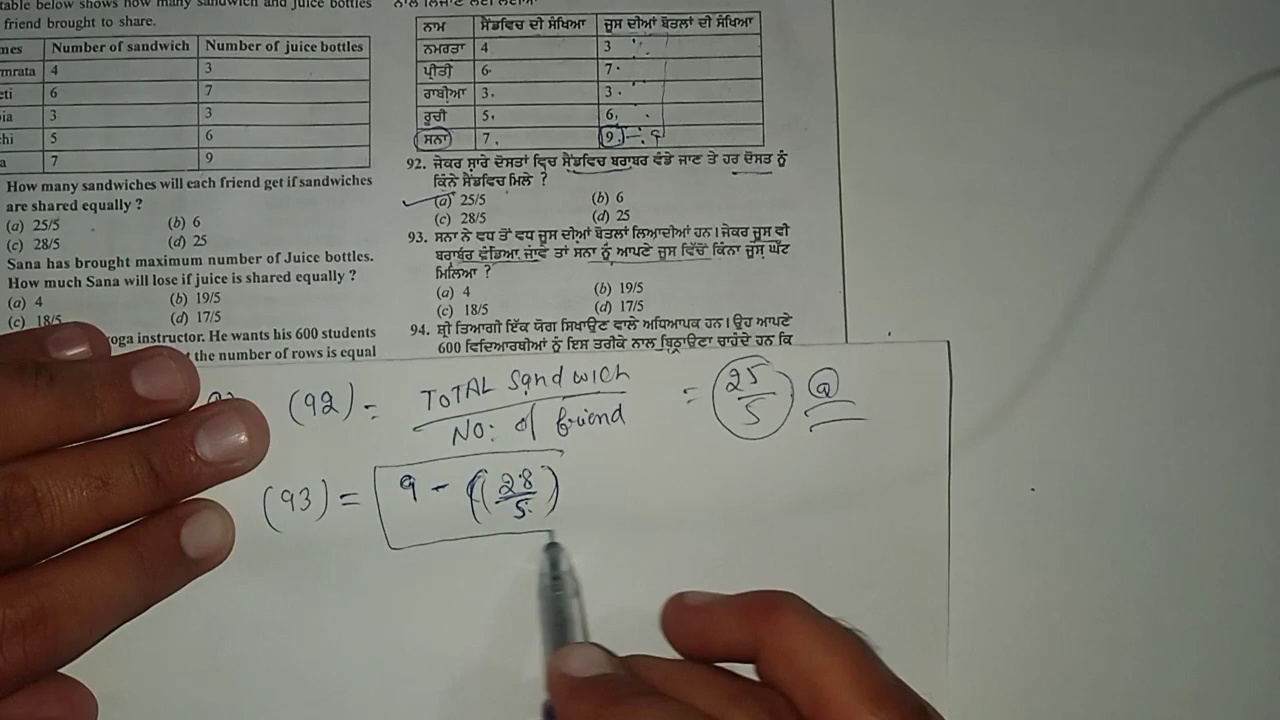 table below shows how many sandwich and juice bottles
friend brought to share.
mes Number of sandwich Number of juice bottles
mrata 4 3
eti 6 7
ia 3 3
hi 5 6
a 7 9
How many sandwiches will each friend get if sandwiches
are shared equally ?
(a) 25/5 (b) 6
(c) 28/5 (d) 25
Sana has brought maximum number of Juice bottles.
How much Sana will lose if juice is shared equally ?
(a) 4 (b) 19/5
(c) 18/5 (d) 17/5
oga instructor. He wants his 600 students
the number of rows is equal
ਨਾਮ ਸੈਂਡਵਿਚ ਦੀ ਸੰਖਿਆ ਜੂਸ ਦੀਆਂ ਬੋਤਲਾਂ ਦੀ ਸੰਖਿਆ
ਨਮਰਤਾ 4 3
ਪ੍ਰੀਤੀ 6 7
ਰਾਬੀਆ 3 3
ਰੂਚੀ 5 6
ਸਨਾ 7 9
92. ਜੇਕਰ ਸਾਰੇ ਦੋਸਤਾਂ ਵਿਚ ਸੈਂਡਵਿਚ ਬਰਾਬਰ ਵੰਡੇ ਜਾਣ ਤੇ ਹਰ ਦੋਸਤ ਨੂੰ
ਕਿੰਨੇ ਸੈਂਡਵਿਚ ਮਿਲੇ ?
(a) 25/5 (b) 6
(c) 28/5 (d) 25
93. ਸਨਾ ਨੇ ਵਧ ਤੋਂ ਵਧ ਜੂਸ ਦੀਆਂ ਬੋਤਲਾਂ ਲਿਆਦੀਆਂ ਹਨ। ਜੇਕਰ ਜੂਸ ਵੀ
ਬਰਾਬਰ ਵੰਡਿਆ ਜਾਂਵੇ ਤਾਂ ਸਨਾ ਨੂੰ ਆਪਣੇ ਜੂਸ ਵਿੱਚੋਂ ਕਿੰਨਾ ਜੂਸ ਘੱਟ
ਮਿਲਿਆ ?
(a) 4 (b) 19/5
(c) 18/5 (d) 17/5
94. ਸ਼੍ਰੀ ਤਿਆਗੀ ਇੱਕ ਯੋਗ ਸਿਖਾਉਣ ਵਾਲੇ ਅਧਿਆਪਕ ਹਨ। ਉਹ ਆਪਣੇ
600 ਵਿਦਿਆਰਥੀਆਂ ਨੂੰ ਇਸ ਤਰੀਕੇ ਨਾਲ ਬਿਠਾਉਣਾ ਚਾਹੰਦੇ ਹਨ ਕਿ
(92) = TOTAL Sandwich / NO: of friend = 25/5 (a)
(93) = 9 - ((28/5)